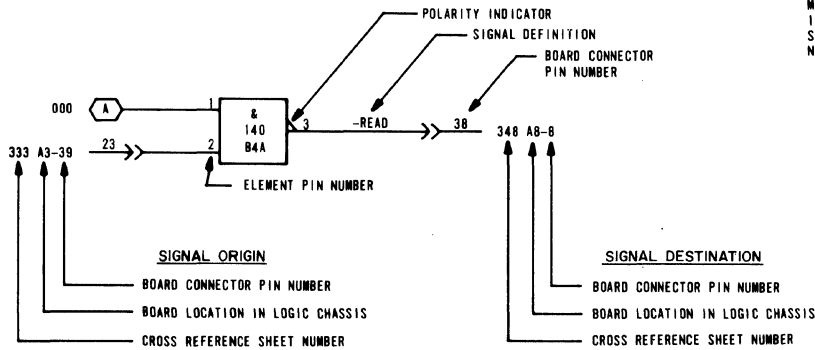 POLARITY INDICATOR
SIGNAL DEFINITION
BOARD CONNECTOR
PIN NUMBER
M
I
S
N
000 A 1
&
140
B4A
3 -READ 38
348 A8-8
333 A3-39 23 2
ELEMENT PIN NUMBER
SIGNAL ORIGIN
BOARD CONNECTOR PIN NUMBER
BOARD LOCATION IN LOGIC CHASSIS
CROSS REFERENCE SHEET NUMBER
SIGNAL DESTINATION
BOARD CONNECTOR PIN NUMBER
BOARD LOCATION IN LOGIC CHASSIS
CROSS REFERENCE SHEET NUMBER